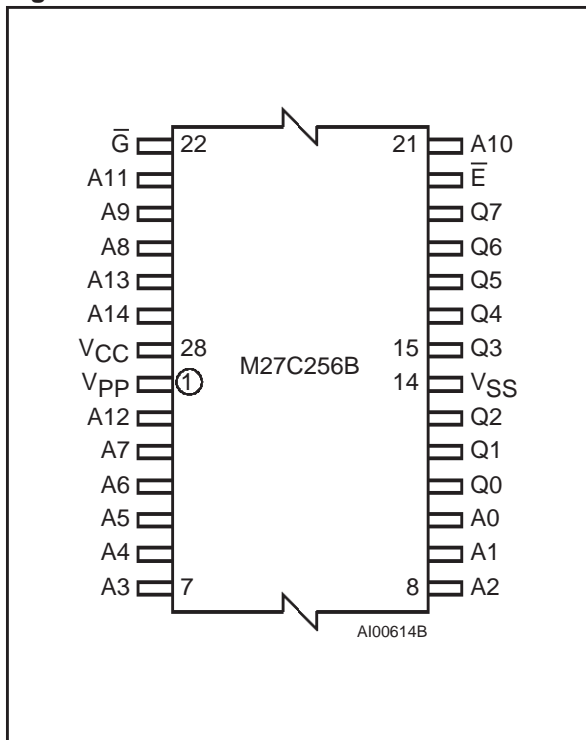 G̅ 22 21 A10
A11 E̅
A9 Q7
A8 Q6
A13 Q5
A14 Q4
VCC 28 15 Q3
M27C256B
VPP 1 14 VSS
A12 Q2
A7 Q1
A6 Q0
A5 A0
A4 A1
A3 7 8 A2
AI00614B